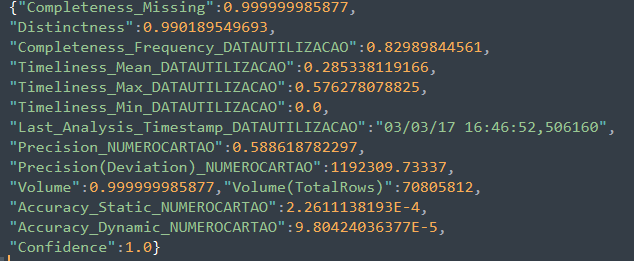 {"Completeness_Missing":0.999999985877,
"Distinctness":0.990189549693,
"Completeness_Frequency_DATAUTILIZACAO":0.82989844561,
"Timeliness_Mean_DATAUTILIZACAO":0.285338119166,
"Timeliness_Max_DATAUTILIZACAO":0.576278078825,
"Timeliness_Min_DATAUTILIZACAO":0.0,
"Last_Analysis_Timestamp_DATAUTILIZACAO":"03/03/17 16:46:52,506160",
"Precision_NUMEROCARTAO":0.588618782297,
"Precision(Deviation)_NUMEROCARTAO":1192309.73337,
"Volume":0.999999985877,"Volume(TotalRows)":70805812,
"Accuracy_Static_NUMEROCARTAO":2.2611138193E-4,
"Accuracy_Dynamic_NUMEROCARTAO":9.80424036377E-5,
"Confidence":1.0}